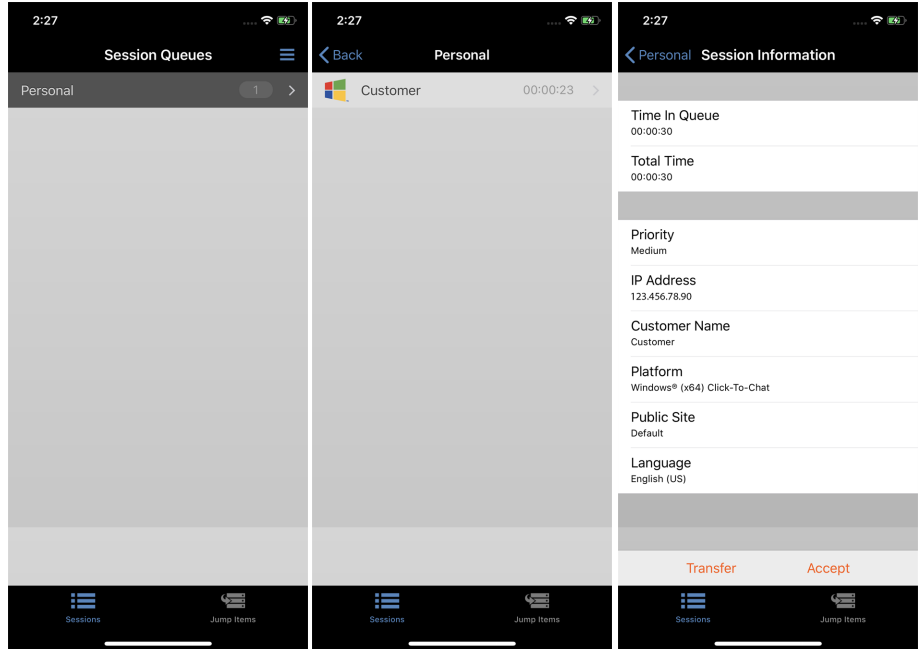 2:27
Session Queues
Personal 1
Sessions Jump Items
2:27
Back Personal
Customer 00:00:23
Sessions Jump Items
2:27
Personal Session Information
Time In Queue
00:00:30
Total Time
00:00:30
Priority
Medium
IP Address
123.456.78.90
Customer Name
Customer
Platform
Windows® (x64) Click-To-Chat
Public Site
Default
Language
English (US)
Transfer Accept
Sessions Jump Items